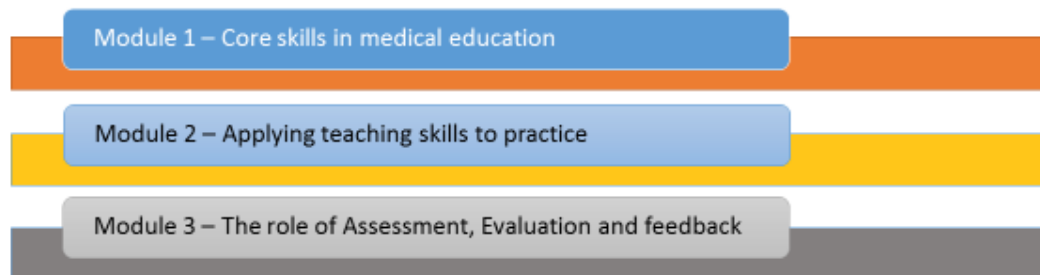 Module 1 – Core skills in medical education
Module 2 – Applying teaching skills to practice
Module 3 – The role of Assessment, Evaluation and feedback